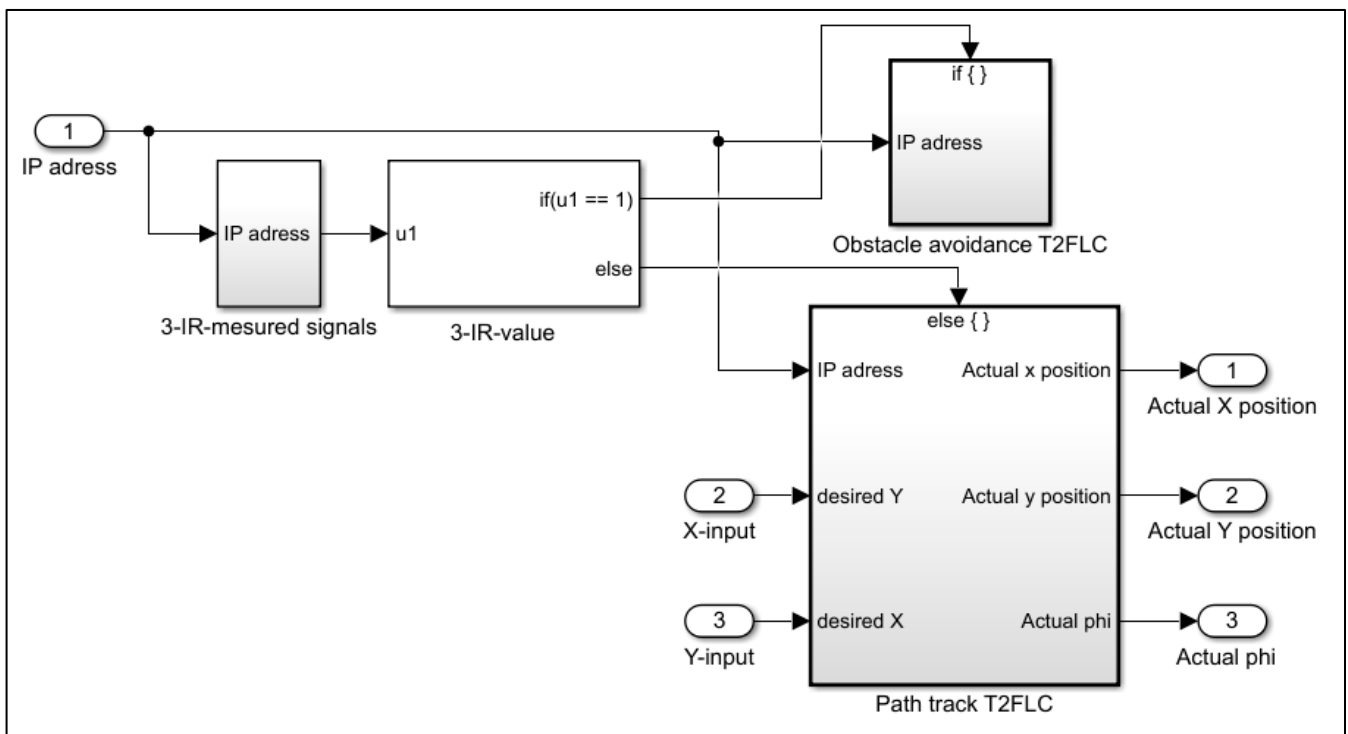 if { }
1
IP adress
IP adress
Obstacle avoidance T2FLC
IP adress
3-IR-mesured signals
u1
if(u1 == 1)
else
3-IR-value
else { }
IP adress
Actual x position
1
Actual X position
2
X-input
desired Y
Actual y position
2
Actual Y position
3
Y-input
desired X
Actual phi
3
Actual phi
Path track T2FLC